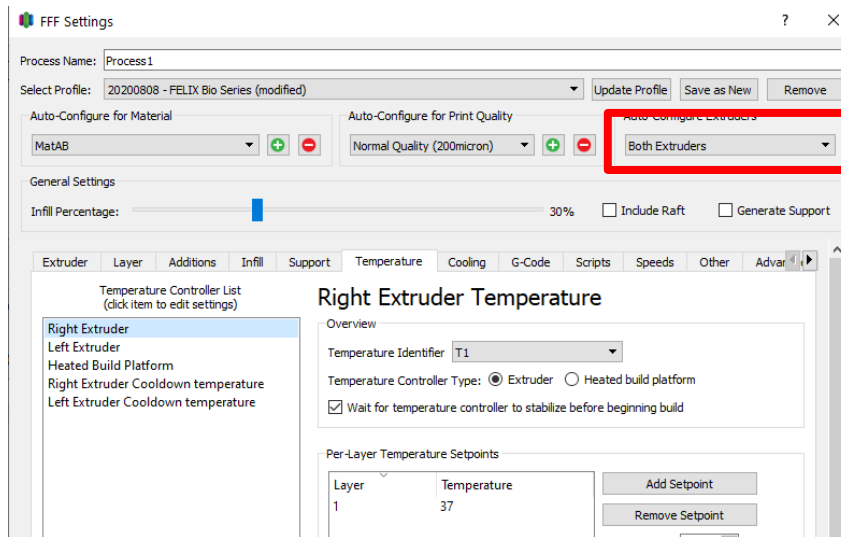 FFF Settings
?
Process Name: Process1
Select Profile: 20200808 - FELIX Bio Series (modified) Update Profile Save as New Remove
Auto-Configure for Material Auto-Configure for Print Quality Auto-Configure Extruders
MatAB Normal Quality (200micron) Both Extruders
General Settings
Infill Percentage: 30% Include Raft Generate Support
Extruder Layer Additions Infill Support Temperature Cooling G-Code Scripts Speeds Other Advan
Temperature Controller List
(click item to edit settings)
Right Extruder Temperature
Right Extruder
Left Extruder
Heated Build Platform
Right Extruder Cooldown temperature
Left Extruder Cooldown temperature
Overview
Temperature Identifier T1
Temperature Controller Type: Extruder Heated build platform
Wait for temperature controller to stabilize before beginning build
Per-Layer Temperature Setpoints
Layer Temperature
1 37
Add Setpoint
Remove Setpoint